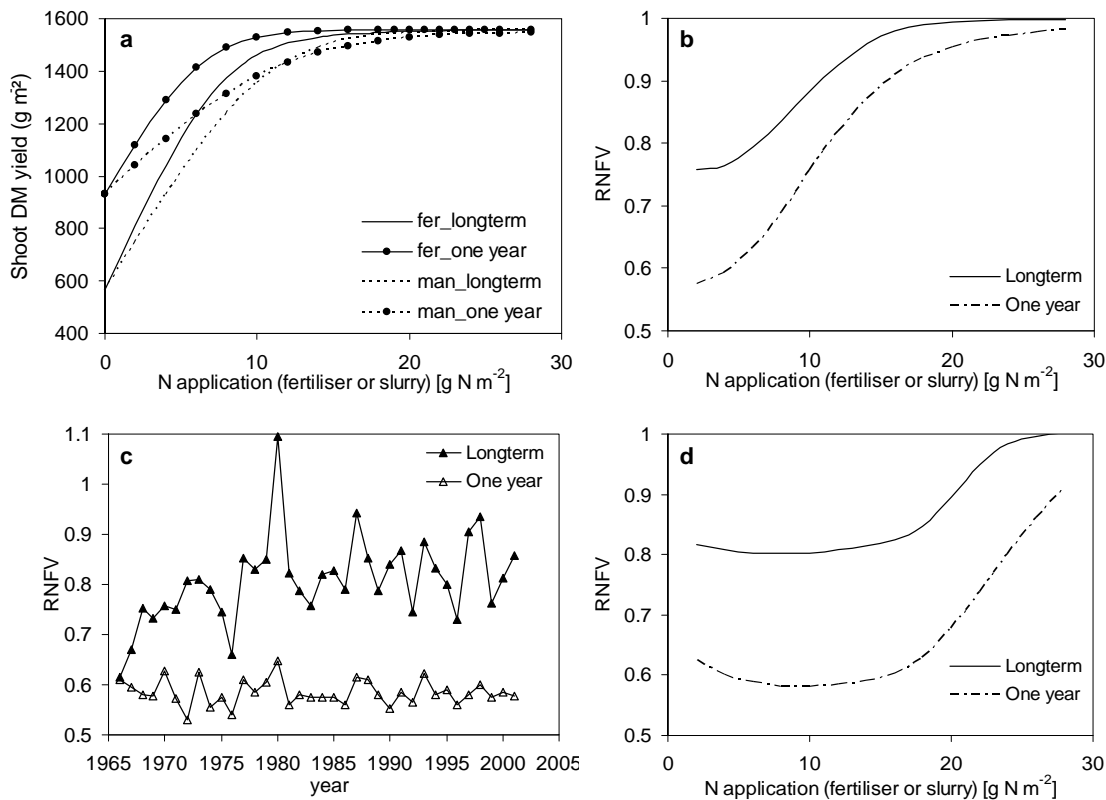 a
1600
1400
1200
1000
800
600
400
Shoot DM yield (g m²)
fer_longterm
fer_one year
man_longterm
man_one year
0 10 20 30
N application (fertiliser or slurry) [g N m-2]
b
1
0.9
0.8
0.7
0.6
0.5
RNFV
Longterm
One year
0 10 20 30
N application (fertiliser or slurry) [g N m-2]
c
1.1
1
0.9
0.8
0.7
0.6
0.5
RNFV
Longterm
One year
1965 1970 1975 1980 1985 1990 1995 2000 2005
year
d
1
0.9
0.8
0.7
0.6
0.5
RNFV
Longterm
One year
0 10 20 30
N application (fertiliser or slurry) [g N m-2]